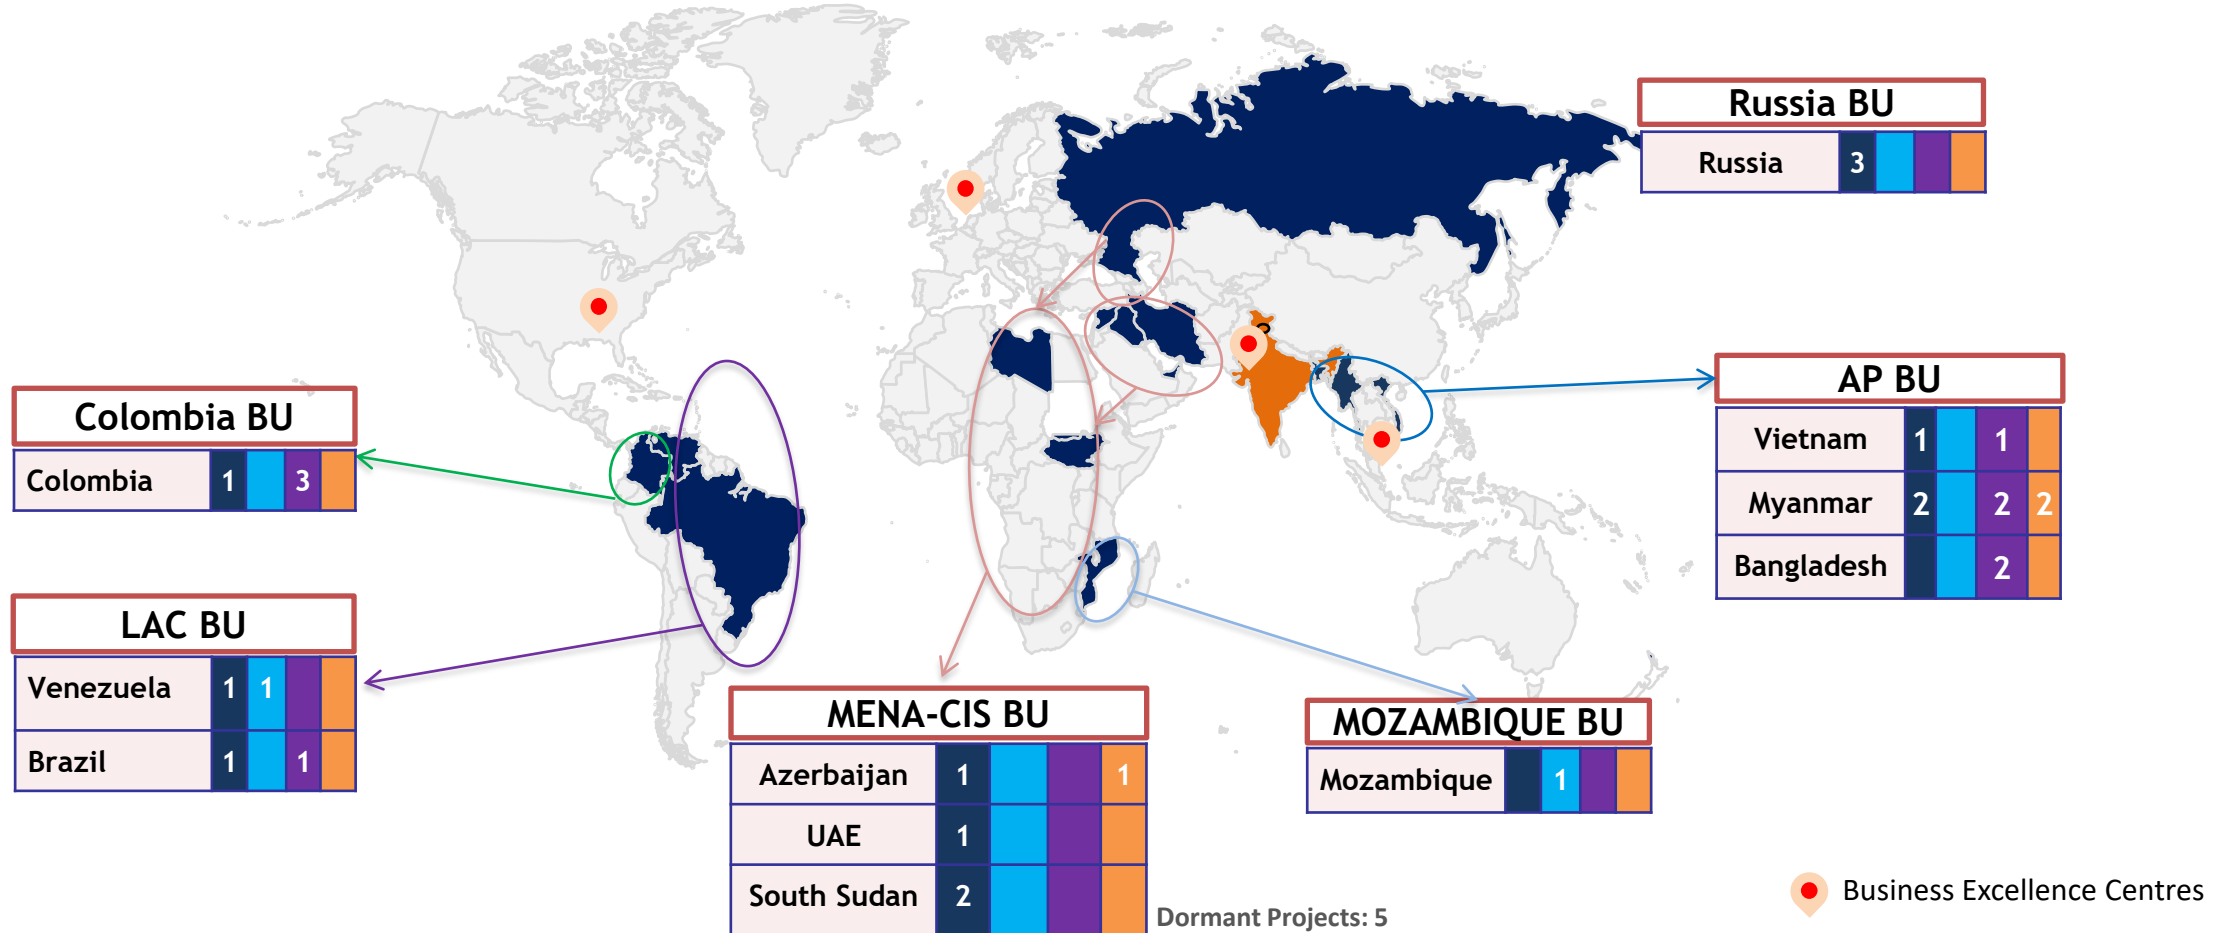 Russia BU
Russia 3
AP BU
Vietnam 1 1
Myanmar 2 2 2
Bangladesh 2
Colombia BU
Colombia 1 3
LAC BU
Venezuela 1 1
Brazil 1 1
MENA-CIS BU
Azerbaijan 1 1
UAE 1
South Sudan 2
Dormant Projects: 5
MOZAMBIQUE BU
Mozambique 1
Business Excellence Centres